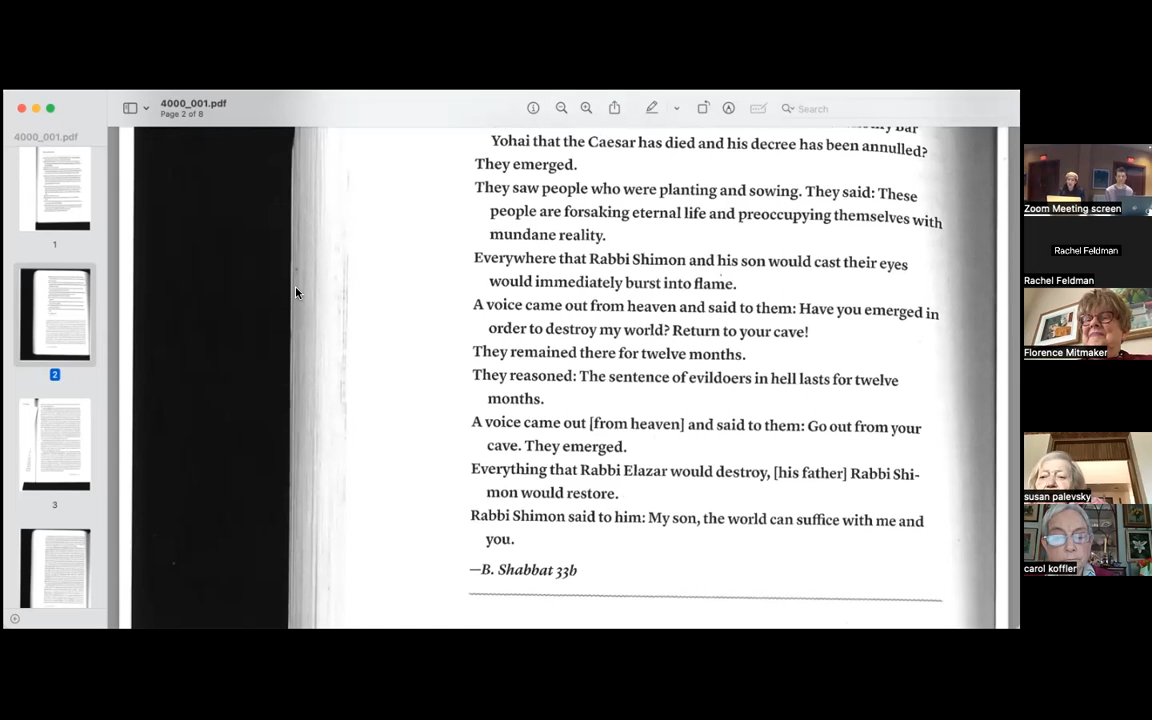 4000_001.pdf
Page 2 of 8
Search
4000_001.pdf
1
2
3
Bar
Yohai that the Caesar has died and his decree has been annulled?
They emerged.
They saw people who were planting and sowing. They said: These
people are forsaking eternal life and preoccupying themselves with
mundane reality.
Everywhere that Rabbi Shimon and his son would cast their eyes
would immediately burst into flame.
A voice came out from heaven and said to them: Have you emerged in
order to destroy my world? Return to your cave!
They remained there for twelve months.
They reasoned: The sentence of evildoers in hell lasts for twelve
months.
A voice came out [from heaven] and said to them: Go out from your
cave. They emerged.
Everything that Rabbi Elazar would destroy, [his father] Rabbi Shi-
mon would restore.
Rabbi Shimon said to him: My son, the world can suffice with me and
you.
—B. Shabbat 33b
Zoom Meeting screen
Rachel Feldman
Rachel Feldman
Florence Mitmaker
susan palevsky
carol koffler